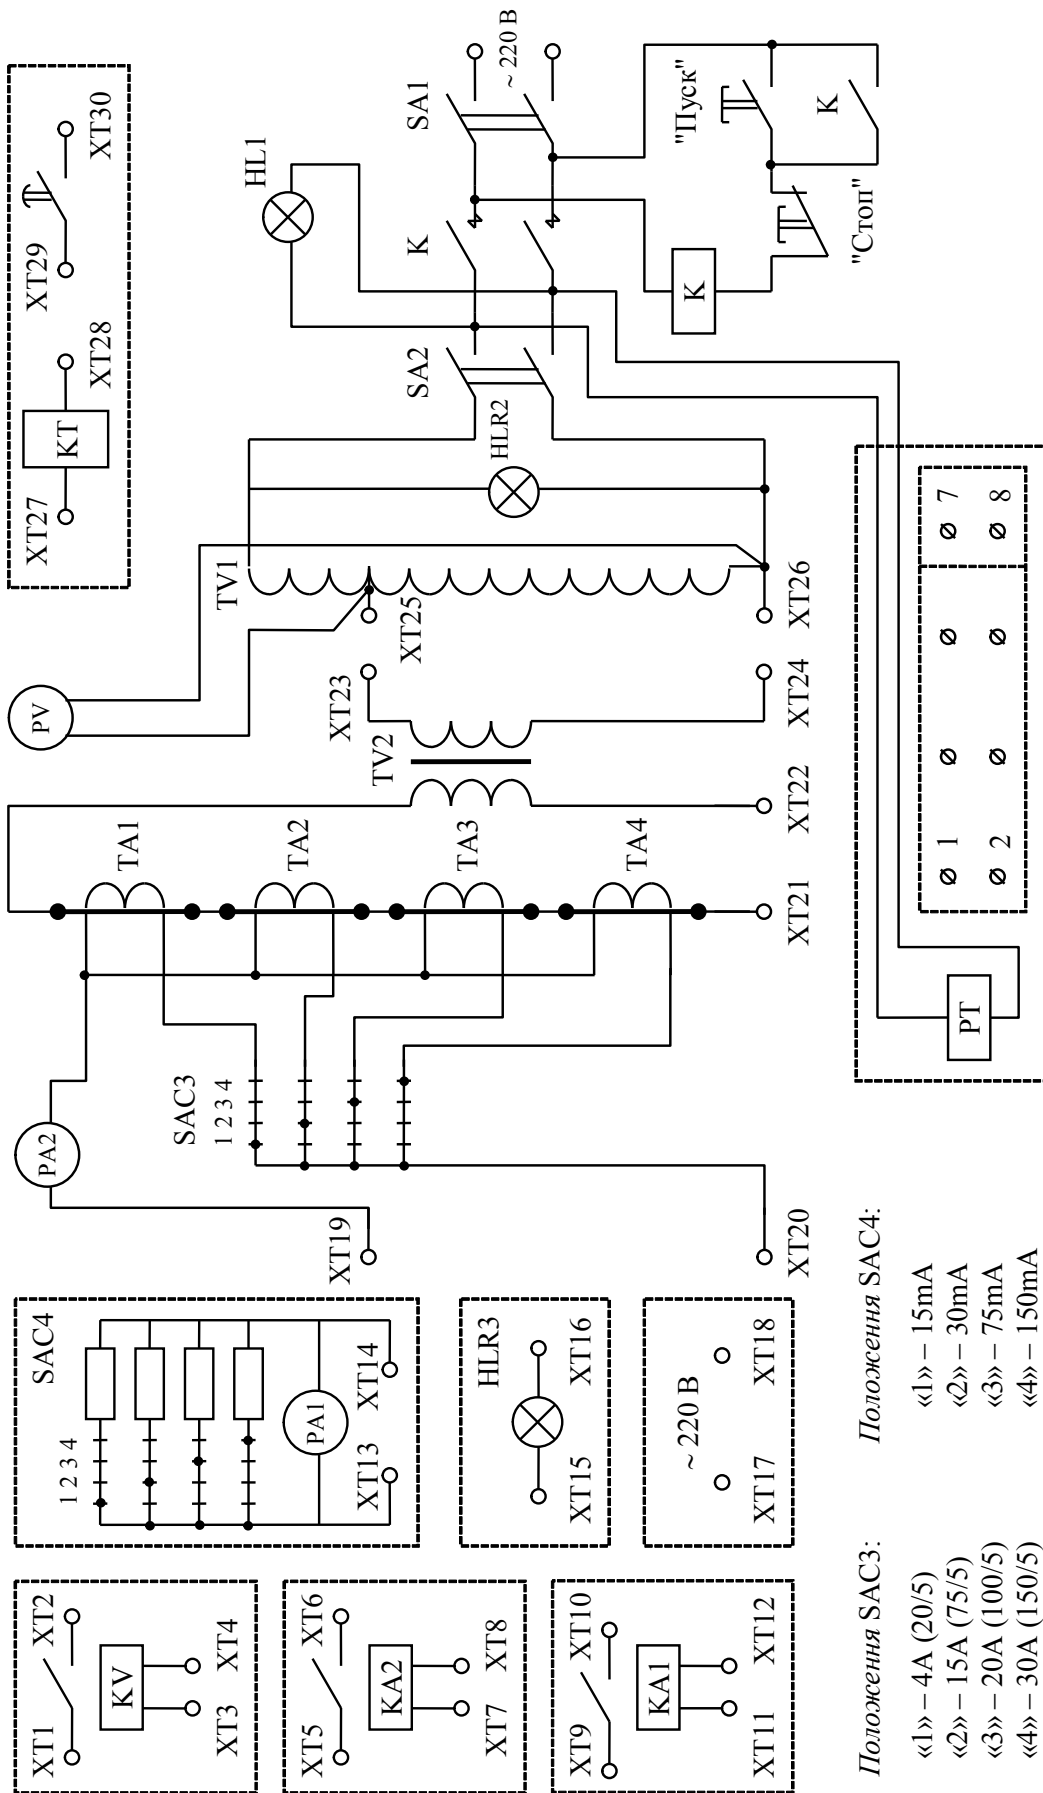 XT1
XT2
KV
XT3
XT4
XT5
XT6
KA2
XT7
XT8
XT9
XT10
KA1
XT11
XT12
SAC4
1 2 3 4
PA1
XT13
XT14
HLR3
XT15
XT16
~ 220 В
XT17
XT18
PA2
SAC3
1 2 3 4
XT19
XT20
TA1
TA2
TA3
TA4
XT21
XT22
TV2
XT23
XT24
PV
TV1
XT25
XT26
HLR2
SA2
XT27
KT
XT28
XT29
XT30
HL1
K
SA1
~ 220 В
K
"Пуск"
K
"Стоп"
PT
1
2
7
8
Положення SAC3:
«1» – 4А (20/5)
«2» – 15А (75/5)
«3» – 20А (100/5)
«4» – 30А (150/5)
Положення SAC4:
«1» – 15mA
«2» – 30mA
«3» – 75mA
«4» – 150mA